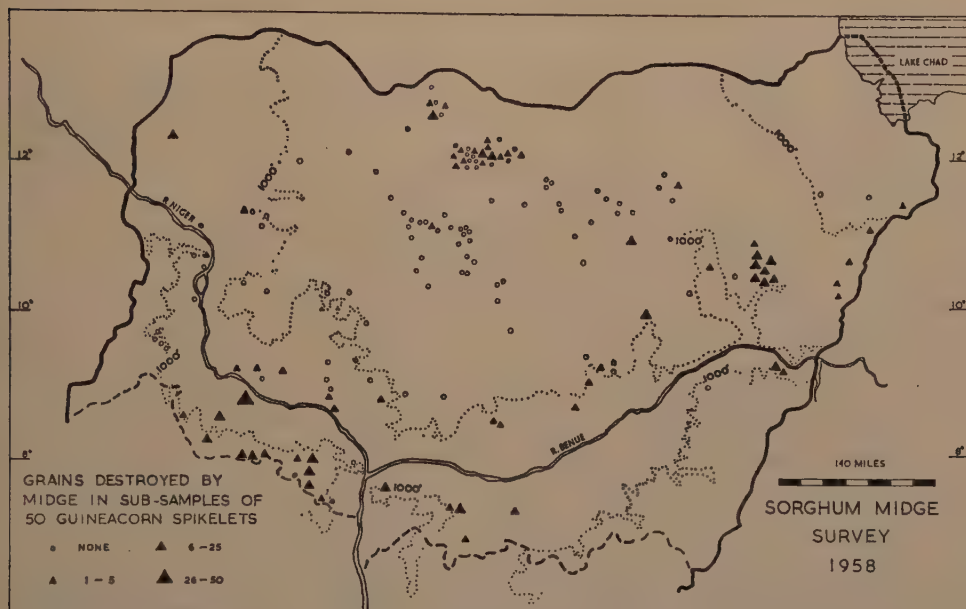 LAKE CHAD
12°
12°
1000'
1000'
R. NIGER
1000'
10°
10°
1000'
1000'
R. BENUE
8°
8°
1000'
GRAINS DESTROYED BY
MIDGE IN SUB-SAMPLES OF
50 GUINEACORN SPIKELETS
NONE
6-25
1-5
26-50
140 MILES
SORGHUM MIDGE
SURVEY
1958